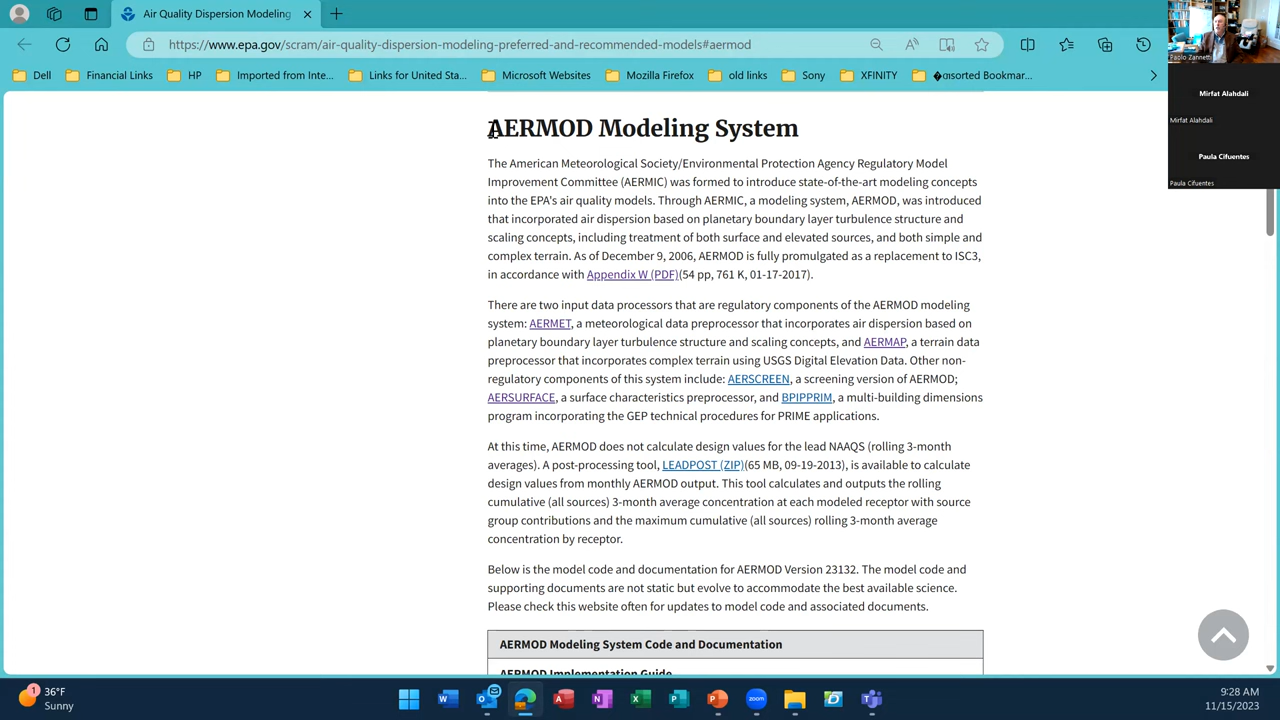 Air Quality Dispersion Modeling
https://www.epa.gov/scram/air-quality-dispersion-modeling-preferred-and-recommended-models#aermod
Dell
Financial Links
HP
Imported from Inte...
Links for United Sta...
Microsoft Websites
Mozilla Firefox
old links
Sony
XFINITY
�αsorted Bookmar...
Paolo Zannetti
Mirfat Alahdali
Mirfat Alahdali
Paula Cifuentes
Paula Cifuentes
AERMOD Modeling System
The American Meteorological Society/Environmental Protection Agency Regulatory Model
Improvement Committee (AERMIC) was formed to introduce state-of-the-art modeling concepts
into the EPA's air quality models. Through AERMIC, a modeling system, AERMOD, was introduced
that incorporated air dispersion based on planetary boundary layer turbulence structure and
scaling concepts, including treatment of both surface and elevated sources, and both simple and
complex terrain. As of December 9, 2006, AERMOD is fully promulgated as a replacement to ISC3,
in accordance with Appendix W (PDF)(54 pp, 761 K, 01-17-2017).
There are two input data processors that are regulatory components of the AERMOD modeling
system: AERMET, a meteorological data preprocessor that incorporates air dispersion based on
planetary boundary layer turbulence structure and scaling concepts, and AERMAP, a terrain data
preprocessor that incorporates complex terrain using USGS Digital Elevation Data. Other non-
regulatory components of this system include: AERSCREEN, a screening version of AERMOD;
AERSURFACE, a surface characteristics preprocessor, and BPIPPRIM, a multi-building dimensions
program incorporating the GEP technical procedures for PRIME applications.
At this time, AERMOD does not calculate design values for the lead NAAQS (rolling 3-month
averages). A post-processing tool, LEADPOST (ZIP)(65 MB, 09-19-2013), is available to calculate
design values from monthly AERMOD output. This tool calculates and outputs the rolling
cumulative (all sources) 3-month average concentration at each modeled receptor with source
group contributions and the maximum cumulative (all sources) rolling 3-month average
concentration by receptor.
Below is the model code and documentation for AERMOD Version 23132. The model code and
supporting documents are not static but evolve to accommodate the best available science.
Please check this website often for updates to model code and associated documents.
AERMOD Modeling System Code and Documentation
AERMOD Implementation Guide
1
36°F
Sunny
zoom
9:28 AM
11/15/2023